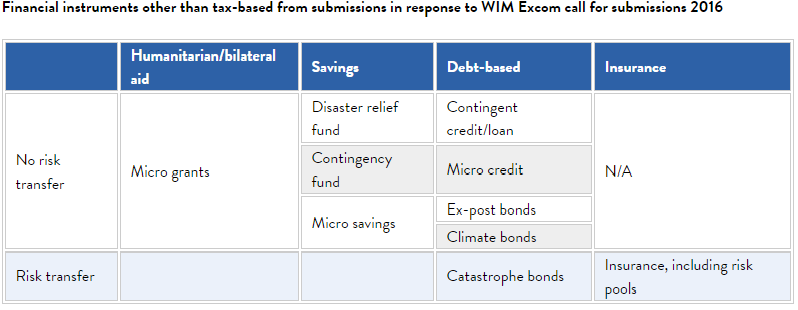 Financial instruments other than tax-based from submissions in response to WIM Excom call for submissions 2016
Humanitarian/bilateral
aid
Savings
Debt-based
Insurance
No risk
transfer
Micro grants
Disaster relief
fund
Contingency
fund
Micro savings
Contingent
credit/loan
Micro credit
Ex-post bonds
Climate bonds
N/A
Risk transfer
Catastrophe bonds
Insurance, including risk
pools